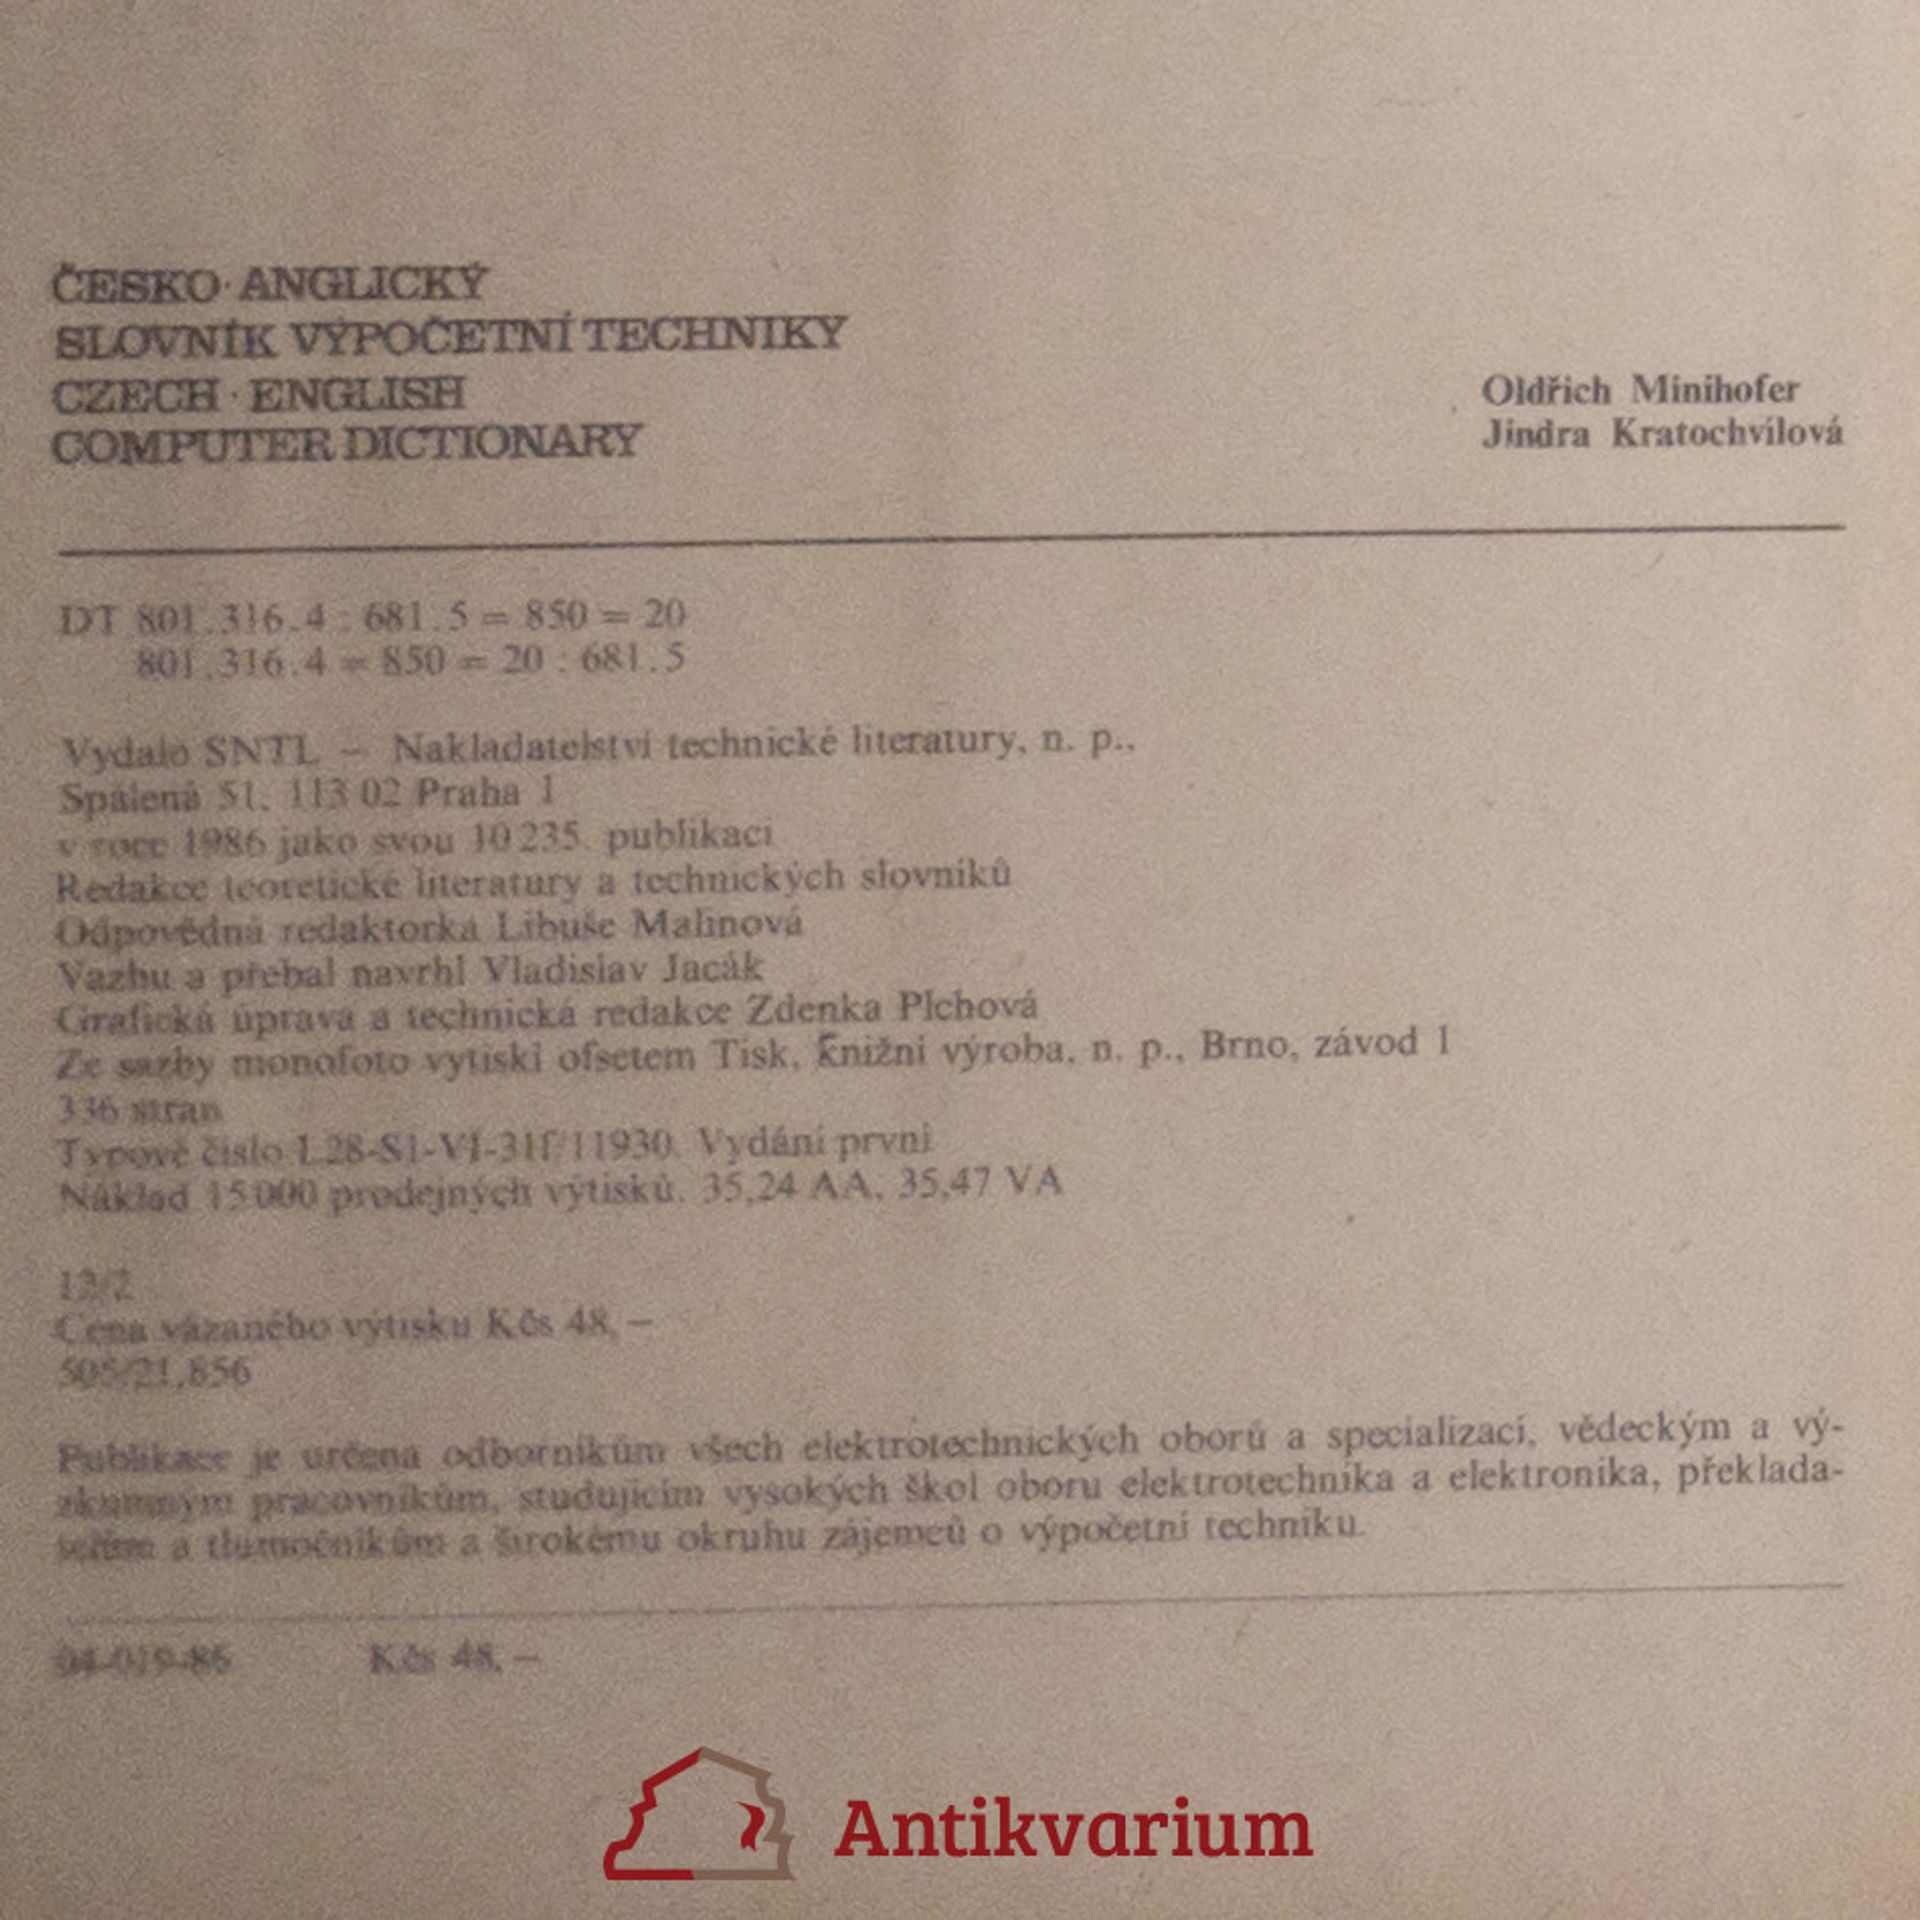 ČESKO·ANGLICKÝ
SLOVNÍK VÝPOČETNÍ TECHNIKY
CZECH·ENGLISH
COMPUTER DICTIONARY
Oldřich Minihofer
Jindra Kratochvílová
DT 801.316.4 : 681.5 = 850 = 20
801.316.4 = 850 = 20 : 681.5
Vydalo SNTL — Nakladatelství technické literatury, n. p.,
Spálená 51, 113 02 Praha 1
v roce 1986 jako svou 10 235. publikaci
Redakce teoretické literatury a technických slovníků
Odpovědná redaktorka Libuše Malinová
Vazbu a přebal navrhl Vladislav Jacák
Grafická úprava a technická redakce Zdenka Plchová
Ze sazby monofoto vytiskl ofsetem Tisk, knižní výroba, n. p., Brno, závod 1
336 stran
Typové číslo L28-S1-VI-31f/11930. Vydání první
Náklad 15 000 prodejných výtisků. 35,24 AA, 35,47 VA
12/2
Cena vázaného výtisku Kčs 48,—
505/21,856
Publikace je určena odborníkům všech elektrotechnických oborů a specializací, vědeckým a vý-
zkumným pracovníkům, studujícím vysokých škol oboru elektrotechnika a elektronika, překlada-
telům a tlumočníkům a širokému okruhu zájemců o výpočetní techniku.
04-019-86 Kčs 48,—
Antikvarium